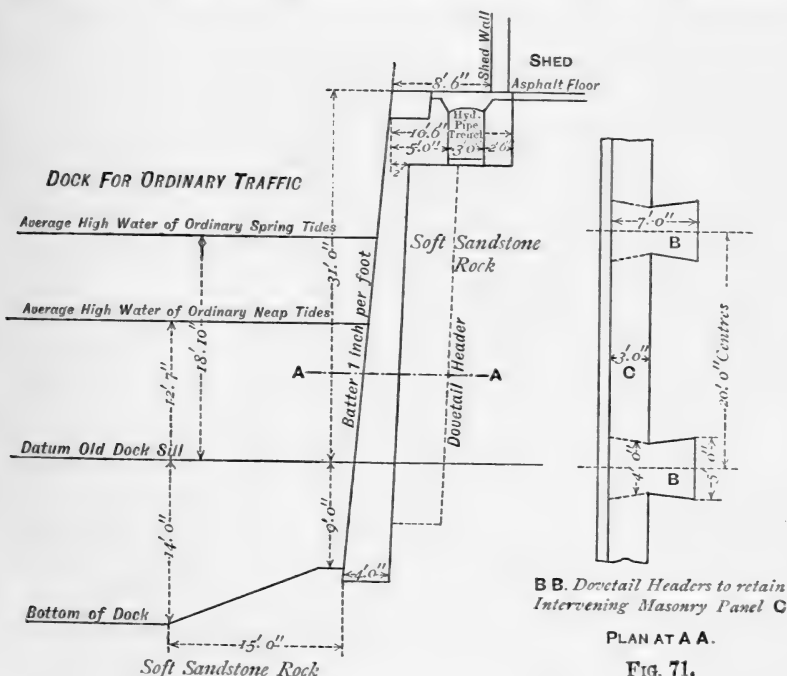 Shed Wall
SHED
8'.6"
Asphalt Floor
Hyd.
Pipe
Trench
10'.6"
5'.0"
3'0"
2'6"
2'
DOCK FOR ORDINARY TRAFFIC
Average High Water of Ordinary Spring Tides
31'.0"
Soft Sandstone
Rock
7'.0"
B
Average High Water of Ordinary Neap Tides
18'.10"
12'.7"
Batter 1 inch per foot
A
A
Dovetail Header
3'.0"
C
20'.0" Centres
Datum Old Dock Sill
4'.0"
B
5'.0"
14'.0"
9'.0"
4'.0"
Bottom of Dock
15'.0"
Soft Sandstone Rock
B B. Dovetail Headers to retain
Intervening Masonry Panel C
PLAN AT A A.
FIG. 71.